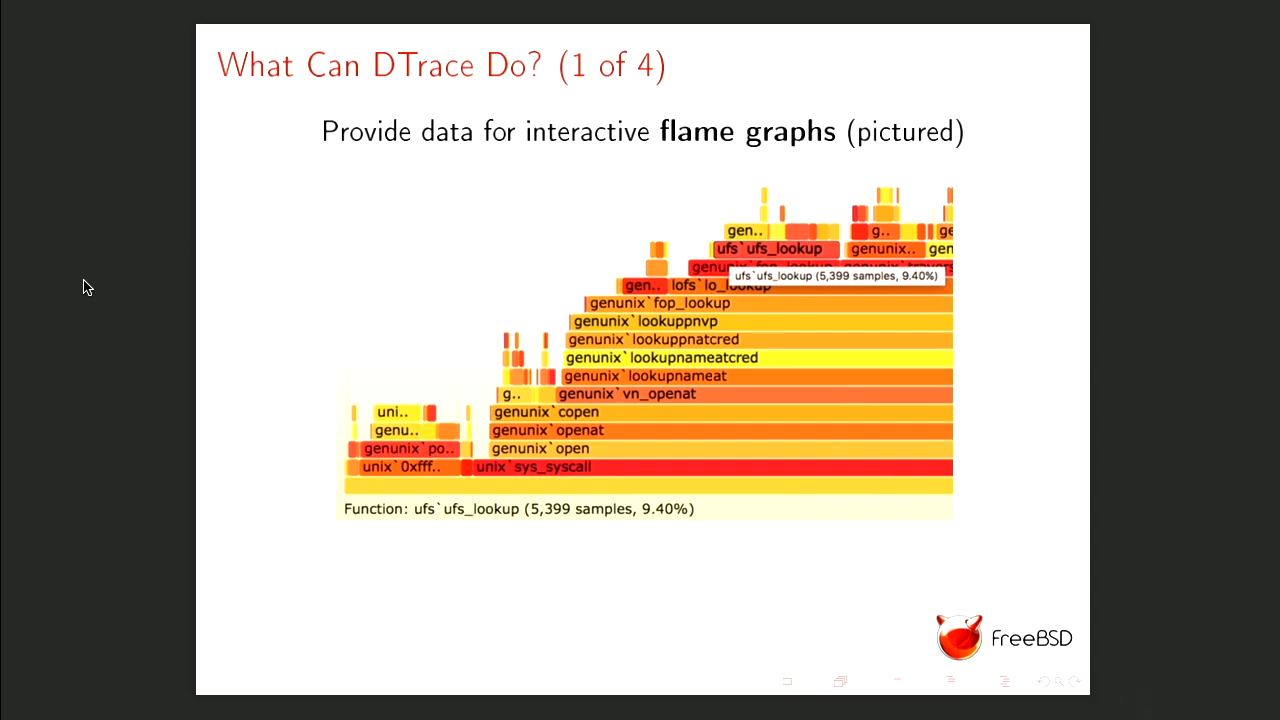 What Can DTrace Do? (1 of 4)
Provide data for interactive flame graphs (pictured)
gen.. g.. ge
ufs`ufs_lookup genunix.. gen
ufs`ufs_lookup (5,399 samples, 9.40%)
gen.. lofs`lo_lookup
genunix`fop_lookup
genunix`lookuppnvp
genunix`lookuppnatcred
genunix`lookupnameatcred
genunix`lookupnameat
g.. genunix`vn_openat
uni.. genunix`copen
genu.. genunix`openat
genunix`po.. genunix`open
unix`0xfff.. unix`sys_syscall
Function: ufs`ufs_lookup (5,399 samples, 9.40%)
FreeBSD